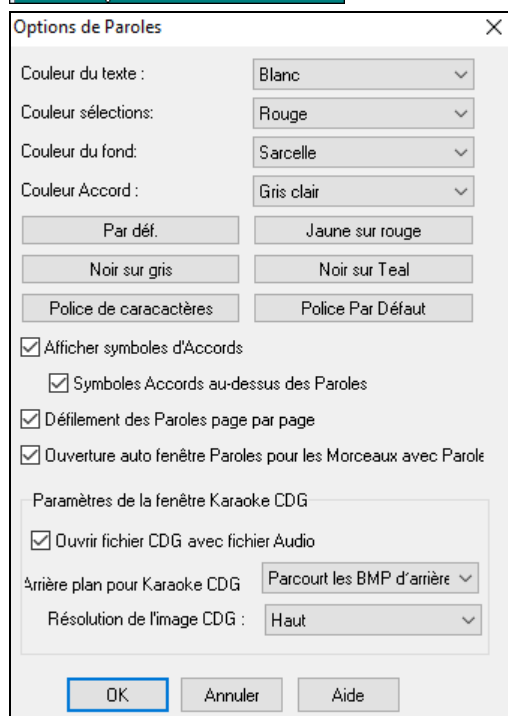 Options de Paroles
Couleur du texte : Blanc
Couleur sélections: Rouge
Couleur du fond: Sarcelle
Couleur Accord : Gris clair
Par déf. Jaune sur rouge
Noir sur gris Noir sur Teal
Police de caracactères Police Par Défaut
Afficher symboles d'Accords
Symboles Accords au-dessus des Paroles
Défilement des Paroles page par page
Ouverture auto fenêtre Paroles pour les Morceaux avec Parole
Paramètres de la fenêtre Karaoke CDG
Ouvrir fichier CDG avec fichier Audio
Arrière plan pour Karaoke CDG Parcourt les BMP d´arrière
Résolution de l'image CDG : Haut
OK Annuler Aide